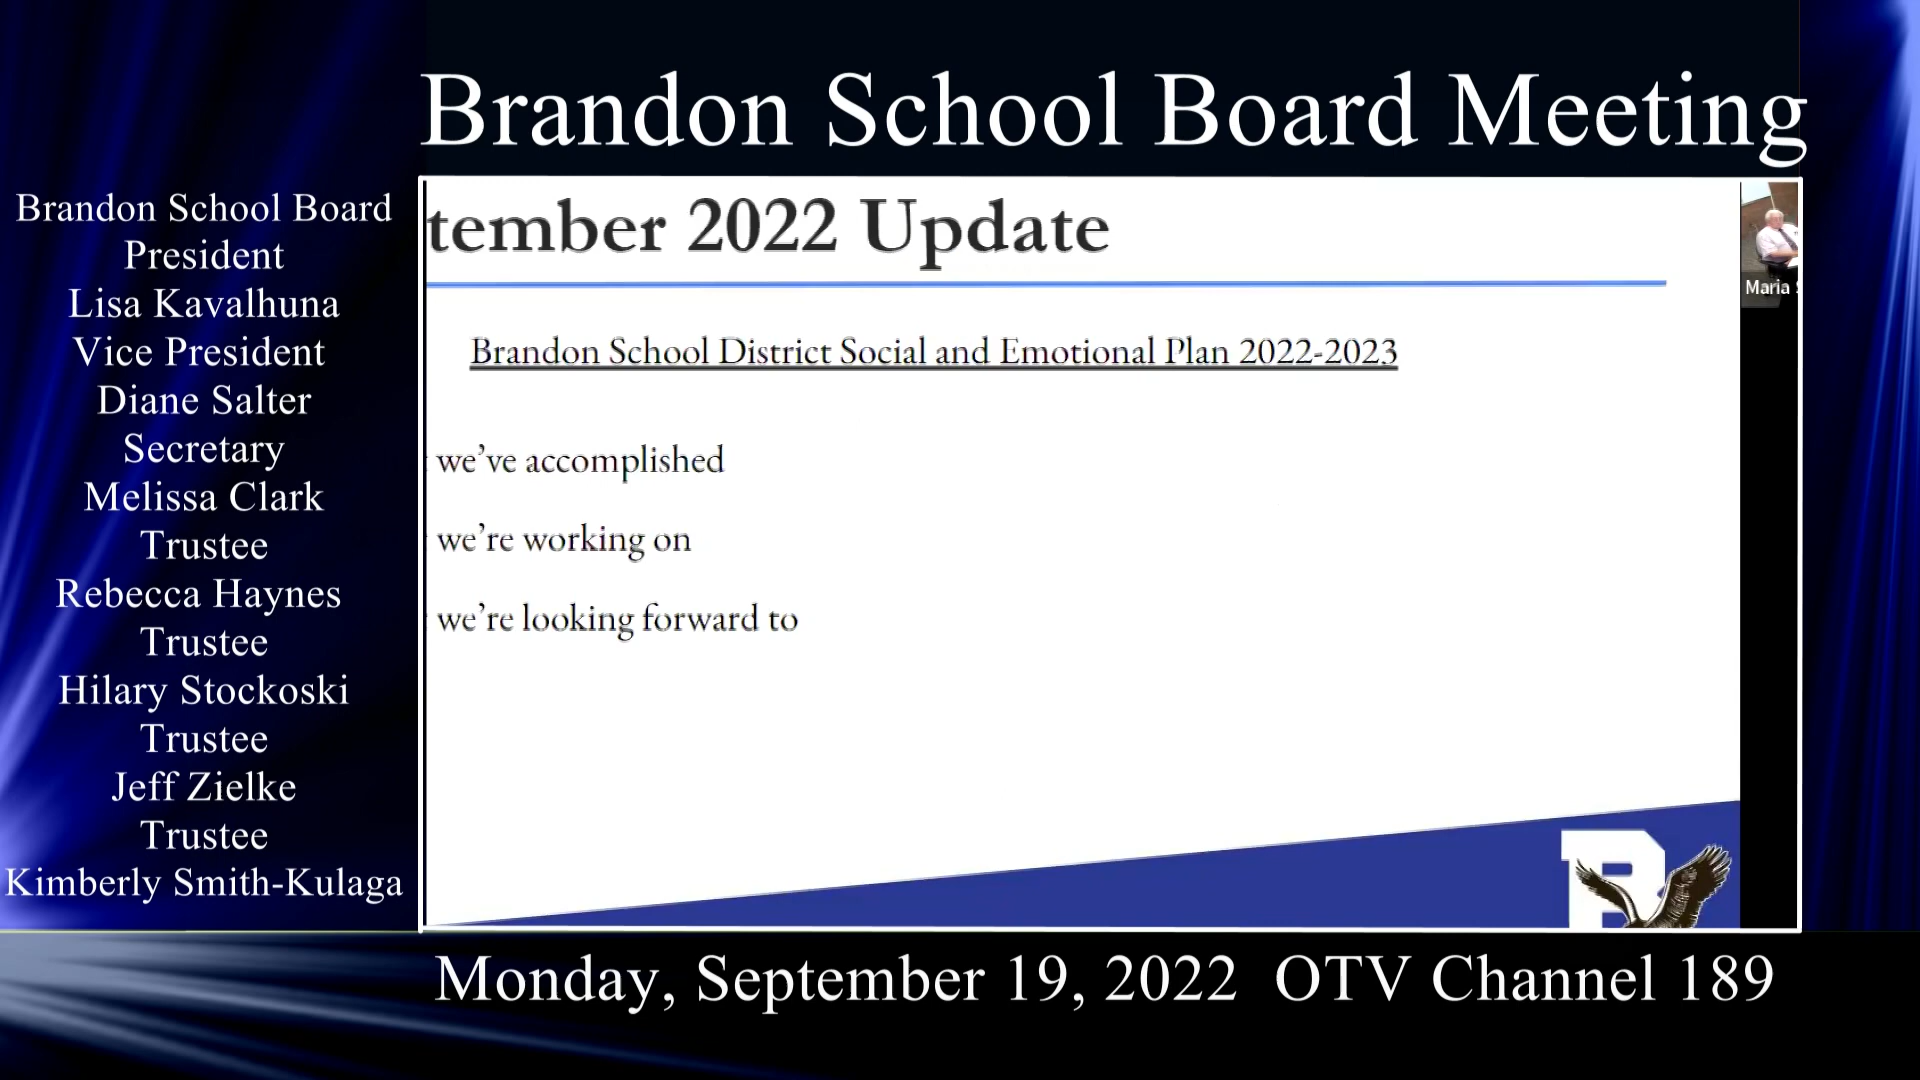 Brandon School Board Meeting
Brandon School Board
President
Lisa Kavalhuna
Vice President
Diane Salter
Secretary
Melissa Clark
Trustee
Rebecca Haynes
Trustee
Hilary Stockoski
Trustee
Jeff Zielke
Trustee
Kimberly Smith-Kulaga
tember 2022 Update
Brandon School District Social and Emotional Plan 2022-2023
we've accomplished
we're working on
we're looking forward to
Maria
B
Monday, September 19, 2022 OTV Channel 189